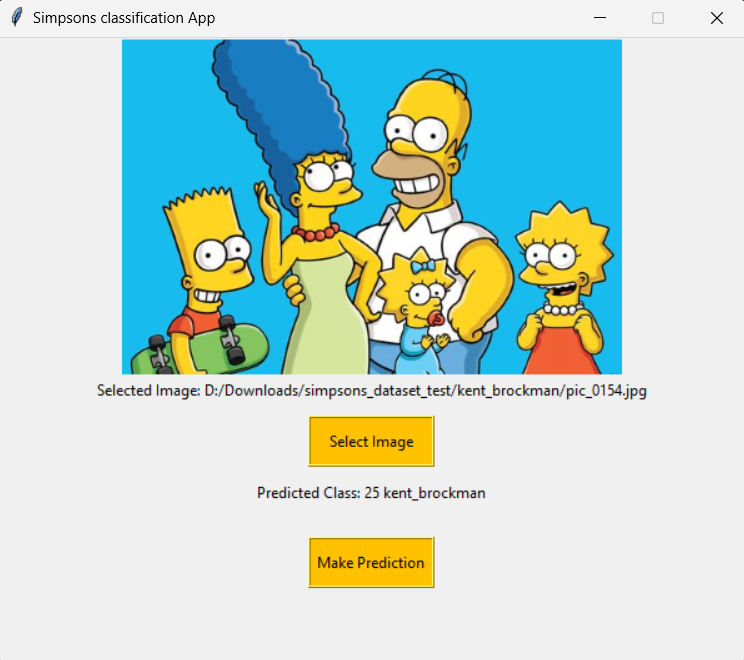 Simpsons classification App
Selected Image: D:/Downloads/simpsons_dataset_test/kent_brockman/pic_0154.jpg
Select Image
Predicted Class: 25 kent_brockman
Make Prediction